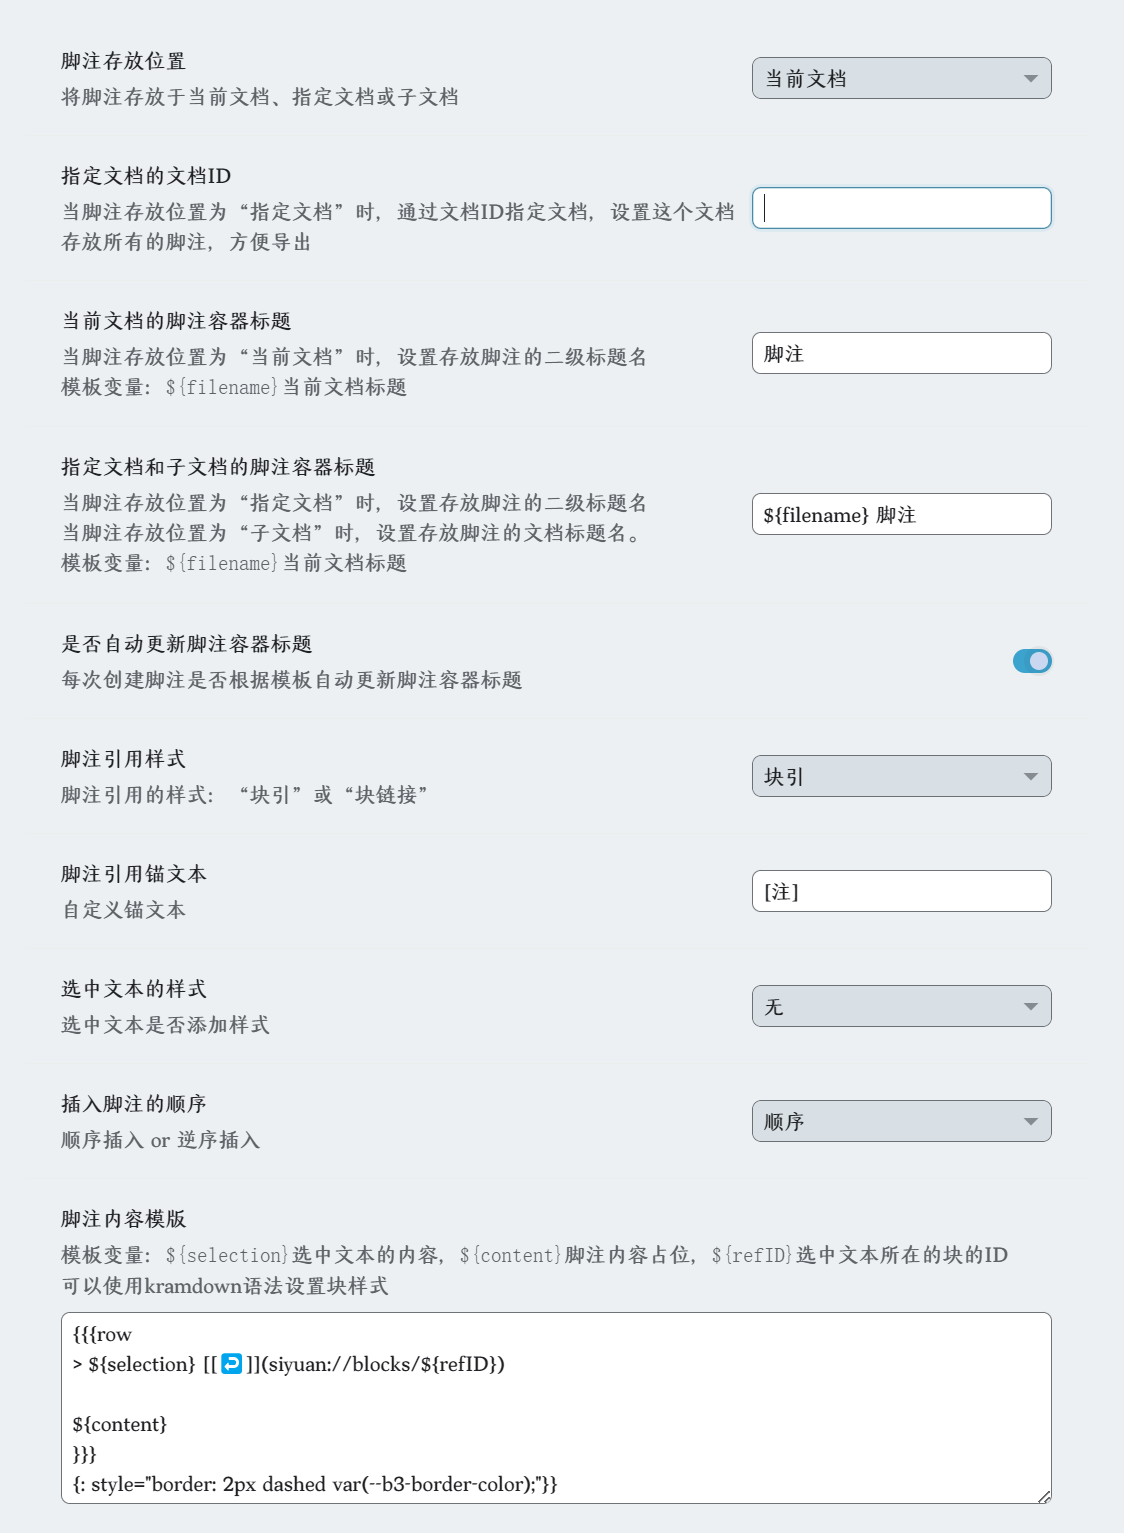 脚注存放位置
将脚注存放于当前文档、指定文档或子文档
当前文档
指定文档的文档ID
当脚注存放位置为“指定文档”时，通过文档ID指定文档，设置这个文档
存放所有的脚注，方便导出
当前文档的脚注容器标题
当脚注存放位置为“当前文档”时，设置存放脚注的二级标题名
模板变量：${filename}当前文档标题
脚注
指定文档和子文档的脚注容器标题
当脚注存放位置为“指定文档”时，设置存放脚注的二级标题名
当脚注存放位置为“子文档”时，设置存放脚注的文档标题名。
模板变量：${filename}当前文档标题
${filename} 脚注
是否自动更新脚注容器标题
每次创建脚注是否根据模板自动更新脚注容器标题
脚注引用样式
脚注引用的样式：“块引”或“块链接”
块引
脚注引用锚文本
自定义锚文本
[注]
选中文本的样式
选中文本是否添加样式
无
插入脚注的顺序
顺序插入 or 逆序插入
顺序
脚注内容模版
模板变量：${selection}选中文本的内容，${content}脚注内容占位，${refID}选中文本所在的块的ID
可以使用kramdown语法设置块样式
{{{row
> ${selection} [[↩️]](siyuan://blocks/${refID})
${content}
}}}
{: style="border: 2px dashed var(--b3-border-color);"}}